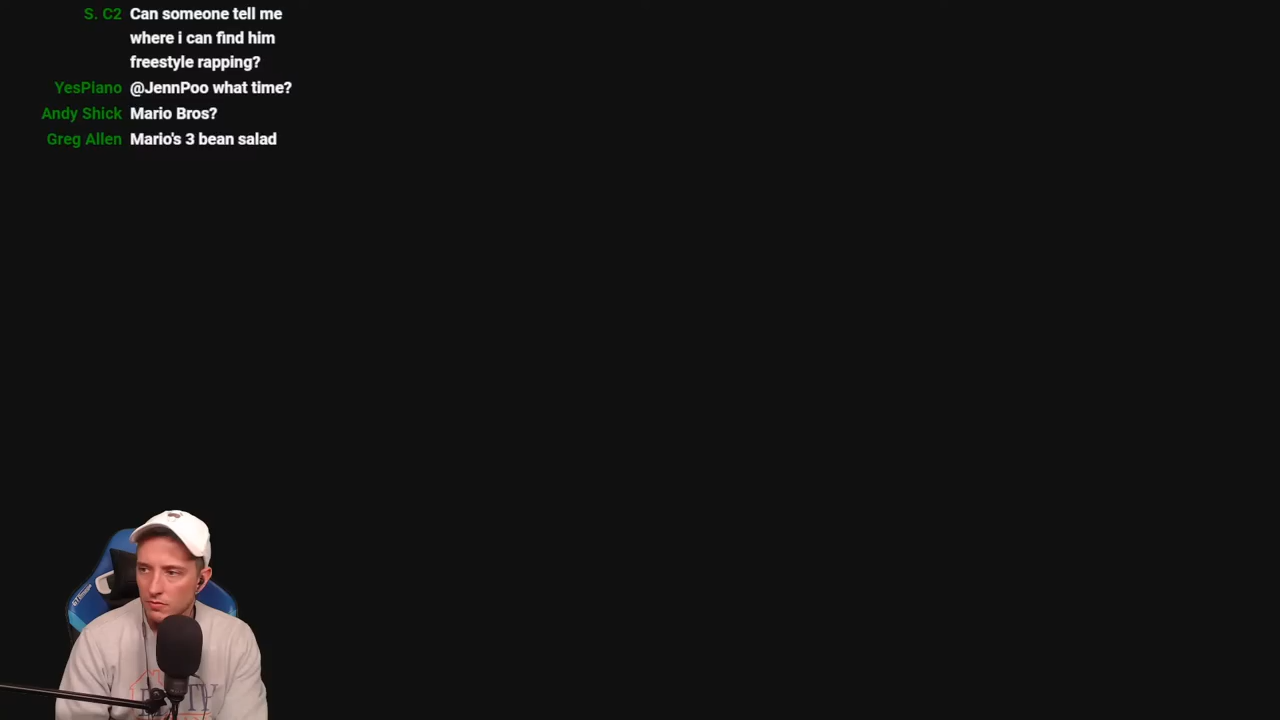 S. C2 Can someone tell me
where i can find him
freestyle rapping?
YesPlano @JennPoo what time?
Andy Shick Mario Bros?
Greg Allen Mario's 3 bean salad